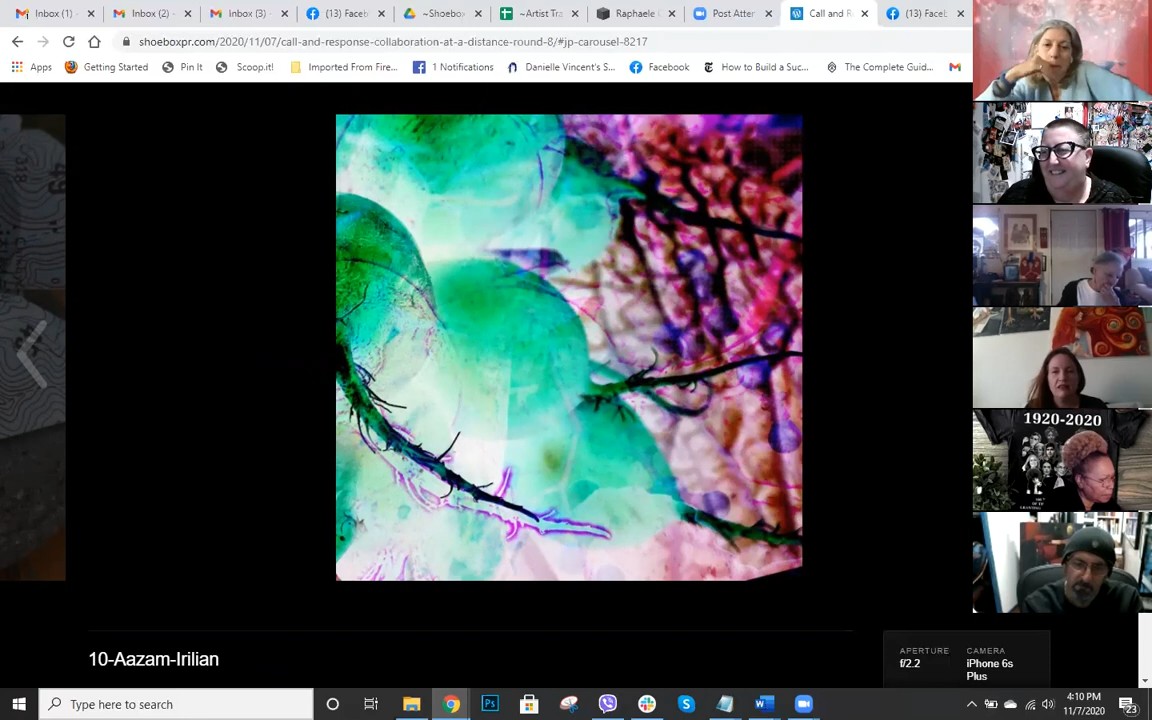 Inbox (1) -
Inbox (2) -
Inbox (3) -
(13) Faceb
~Shoebox
~Artist Tra
Raphaele
Post Atter
Call and R
(13) Faceb
shoeboxpr.com/2020/11/07/call-and-response-collaboration-at-a-distance-round-8/#jp-carousel-8217
Apps
Getting Started
Pin It
Scoop.it!
Imported From Fire...
1 Notifications
Danielle Vincent's S...
Facebook
How to Build a Suc...
The Complete Guid...
1920-2020
10-Aazam-Irilian
APERTURE
f/2.2
CAMERA
iPhone 6s
Plus
Type here to search
4:10 PM
11/7/2020
23